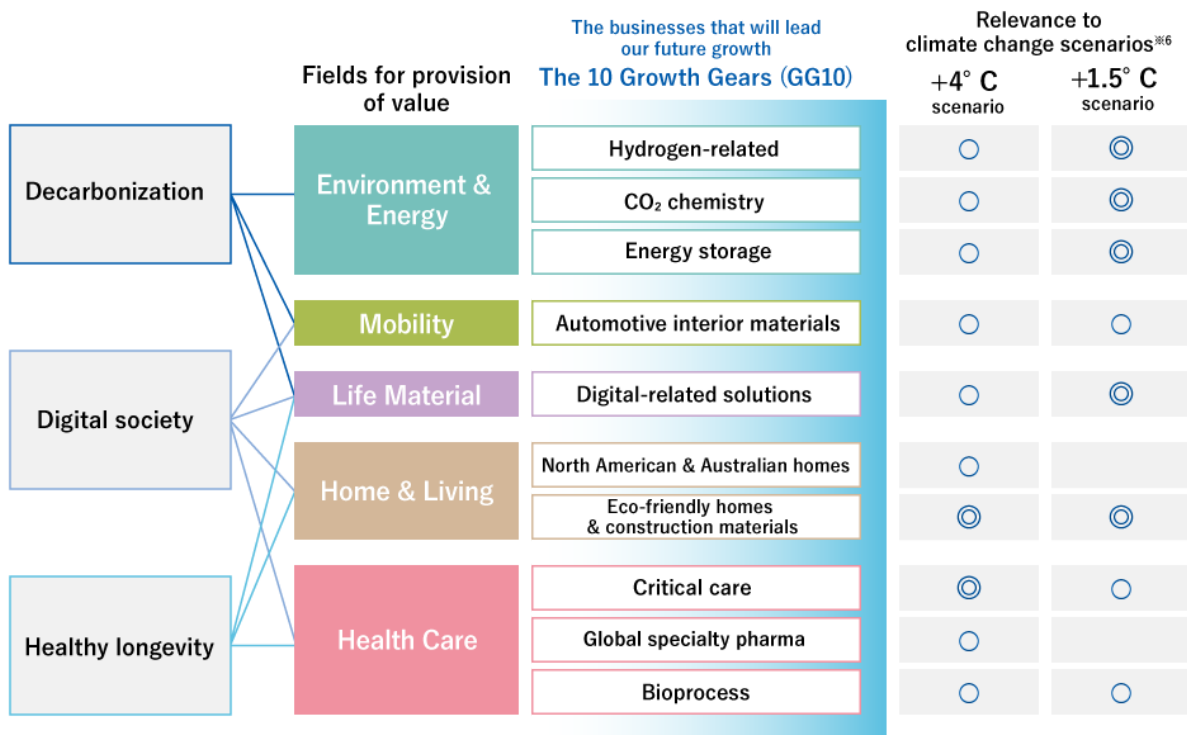 The businesses that will lead
our future growth
The 10 Growth Gears (GG10)
Fields for provision
of value
Relevance to
climate change scenarios※6
+4° C
scenario
+1.5° C
scenario
Decarbonization
Digital society
Healthy longevity
Environment &
Energy
Hydrogen-related
○ ◎
CO₂ chemistry
○ ◎
Energy storage
○ ◎
Mobility
Automotive interior materials
○ ○
Life Material
Digital-related solutions
○ ◎
Home & Living
North American & Australian homes
○
Eco-friendly homes
& construction materials
◎ ◎
Health Care
Critical care
◎ ○
Global specialty pharma
○
Bioprocess
○ ○